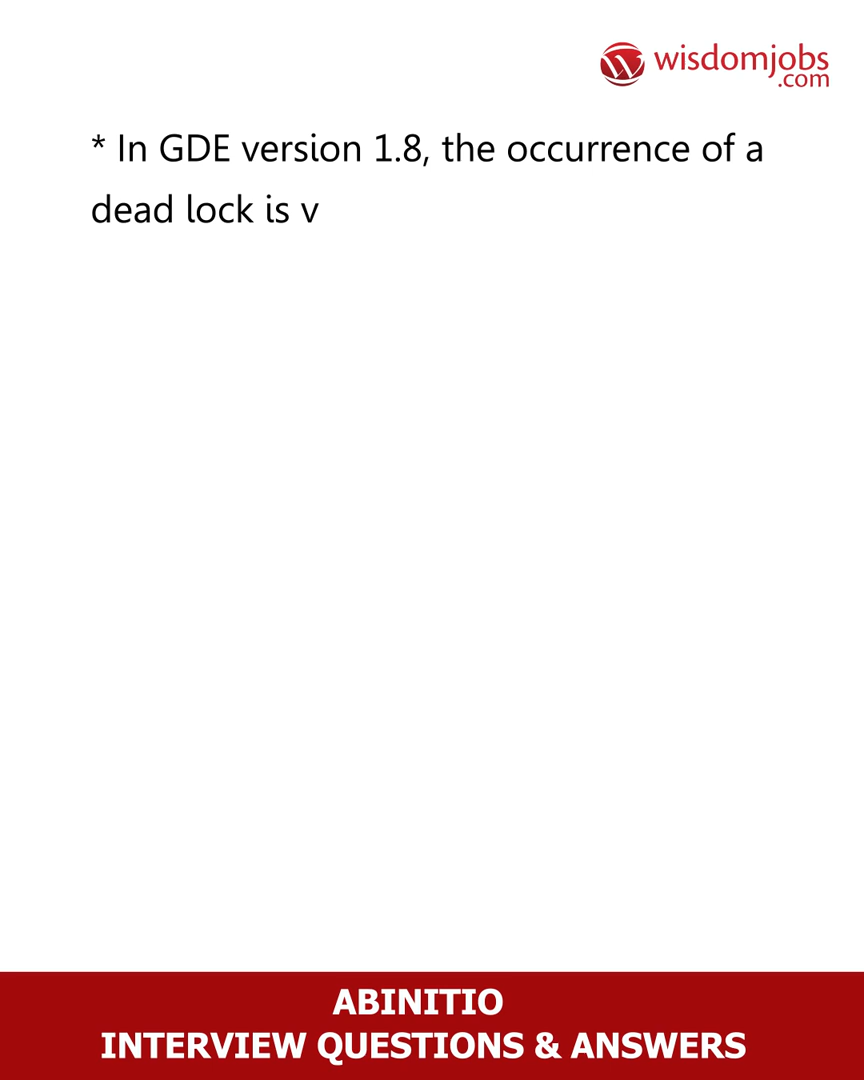 wisdomjobs
.com
* In GDE version 1.8, the occurrence of a
dead lock is v
ABINITIO
INTERVIEW QUESTIONS & ANSWERS